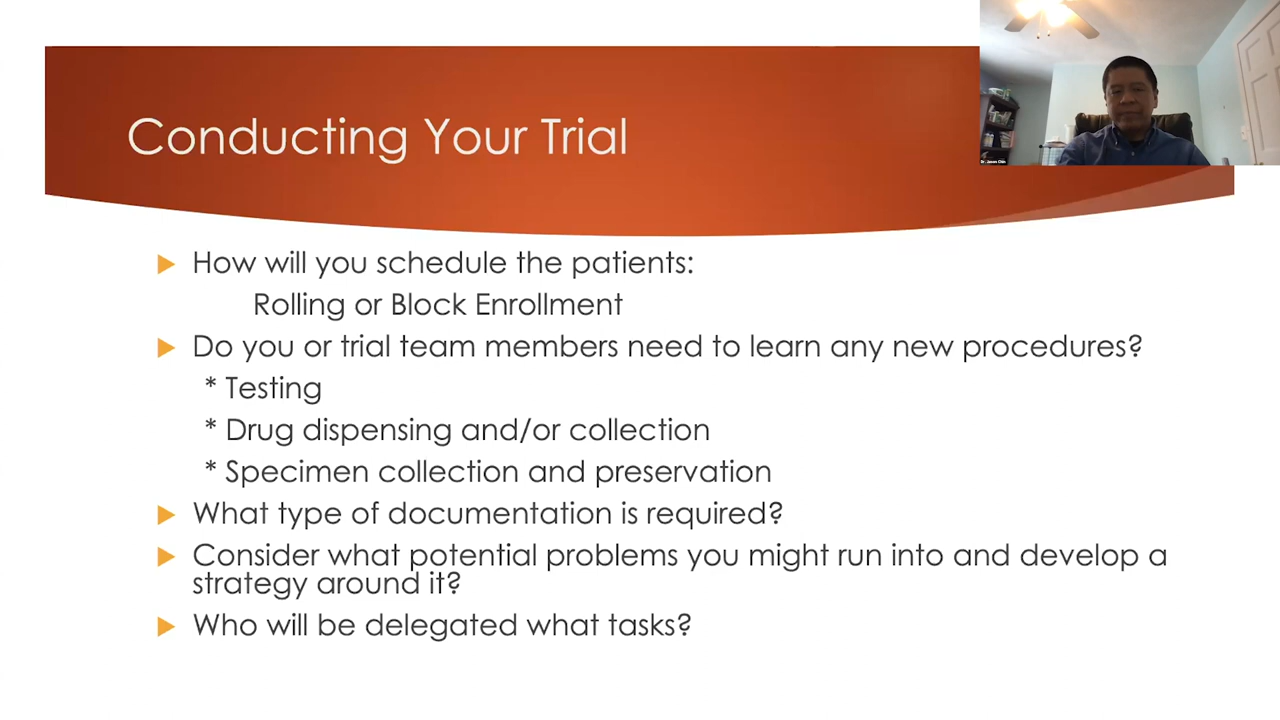 Conducting Your Trial
Dr. Jason Chin
How will you schedule the patients:
Rolling or Block Enrollment
Do you or trial team members need to learn any new procedures?
* Testing
* Drug dispensing and/or collection
* Specimen collection and preservation
What type of documentation is required?
Consider what potential problems you might run into and develop a
strategy around it?
Who will be delegated what tasks?